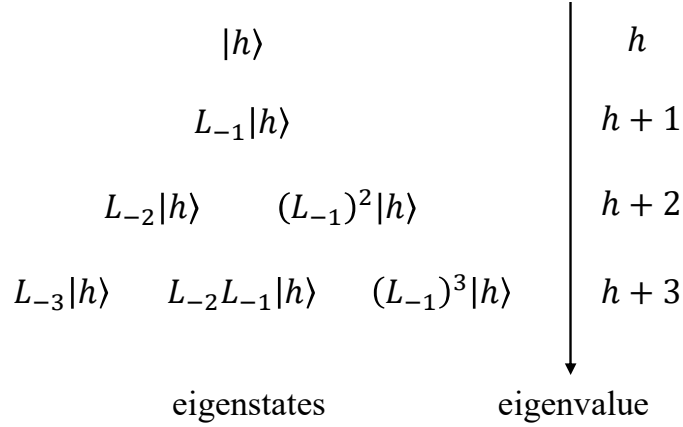 |h⟩ h
L₋₁|h⟩ h + 1
L₋₂|h⟩ (L₋₁)²|h⟩ h + 2
L₋₃|h⟩ L₋₂L₋₁|h⟩ (L₋₁)³|h⟩ h + 3
eigenstates eigenvalue